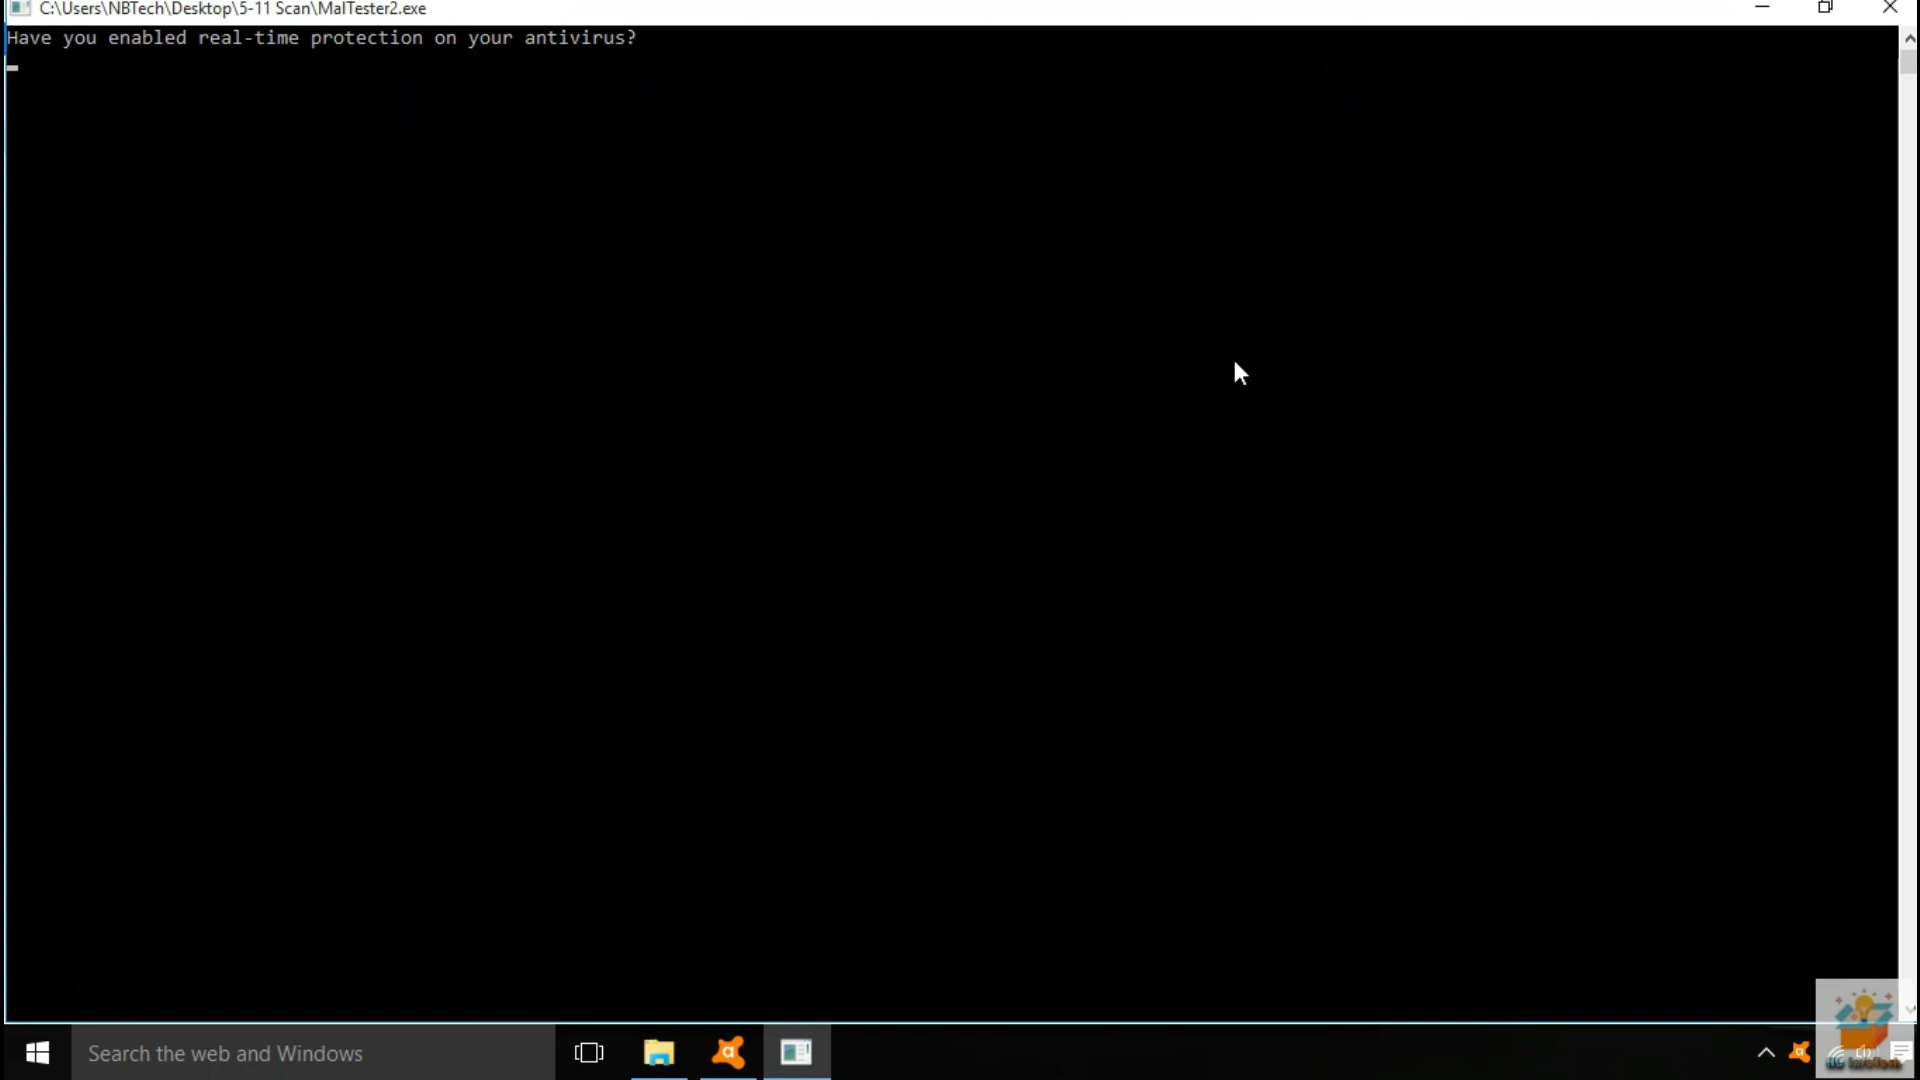 C:\Users\NBTech\Desktop\5-11 Scan\MalTester2.exe
Have you enabled real-time protection on your antivirus?
Search the web and Windows